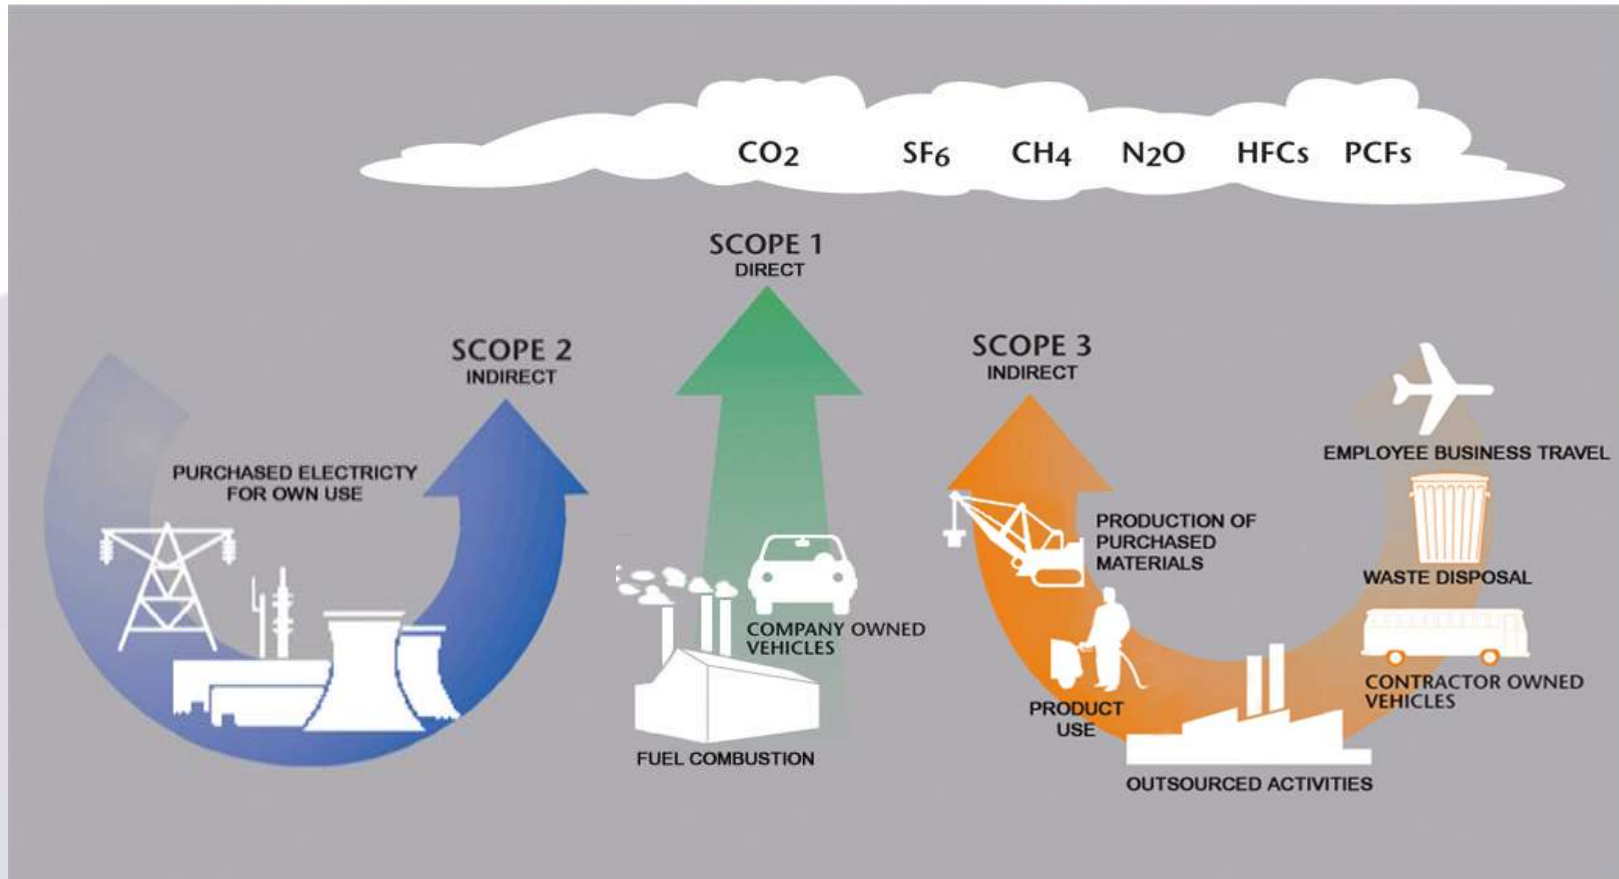 CO2 SF6 CH4 N2O HFCs PCFs
SCOPE 1
DIRECT
SCOPE 2
INDIRECT
SCOPE 3
INDIRECT
PURCHASED ELECTRICTY
FOR OWN USE
COMPANY OWNED
VEHICLES
FUEL COMBUSTION
EMPLOYEE BUSINESS TRAVEL
PRODUCTION OF
PURCHASED
MATERIALS
WASTE DISPOSAL
PRODUCT
USE
CONTRACTOR OWNED
VEHICLES
OUTSOURCED ACTIVITIES